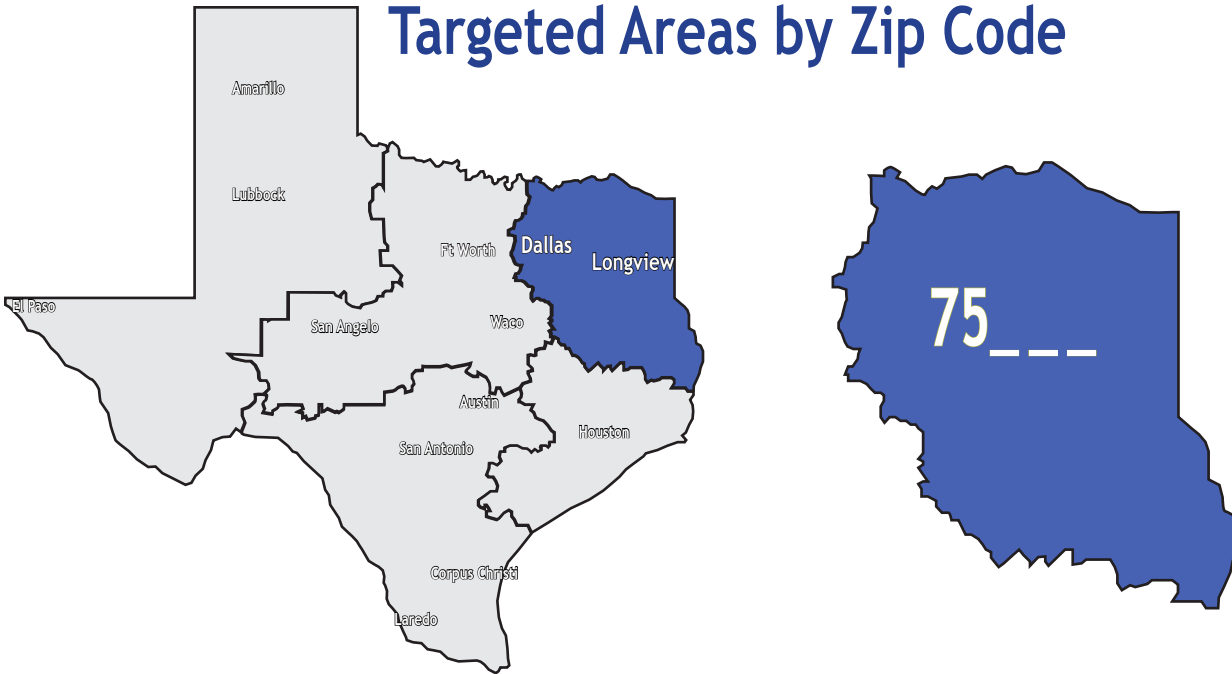 Targeted Areas by Zip Code
Amarillo
Lubbock
Ft Worth
Dallas
Longview
El Paso
San Angelo
Waco
75_ _ _
Austin
San Antonio
Houston
Corpus Christi
Laredo